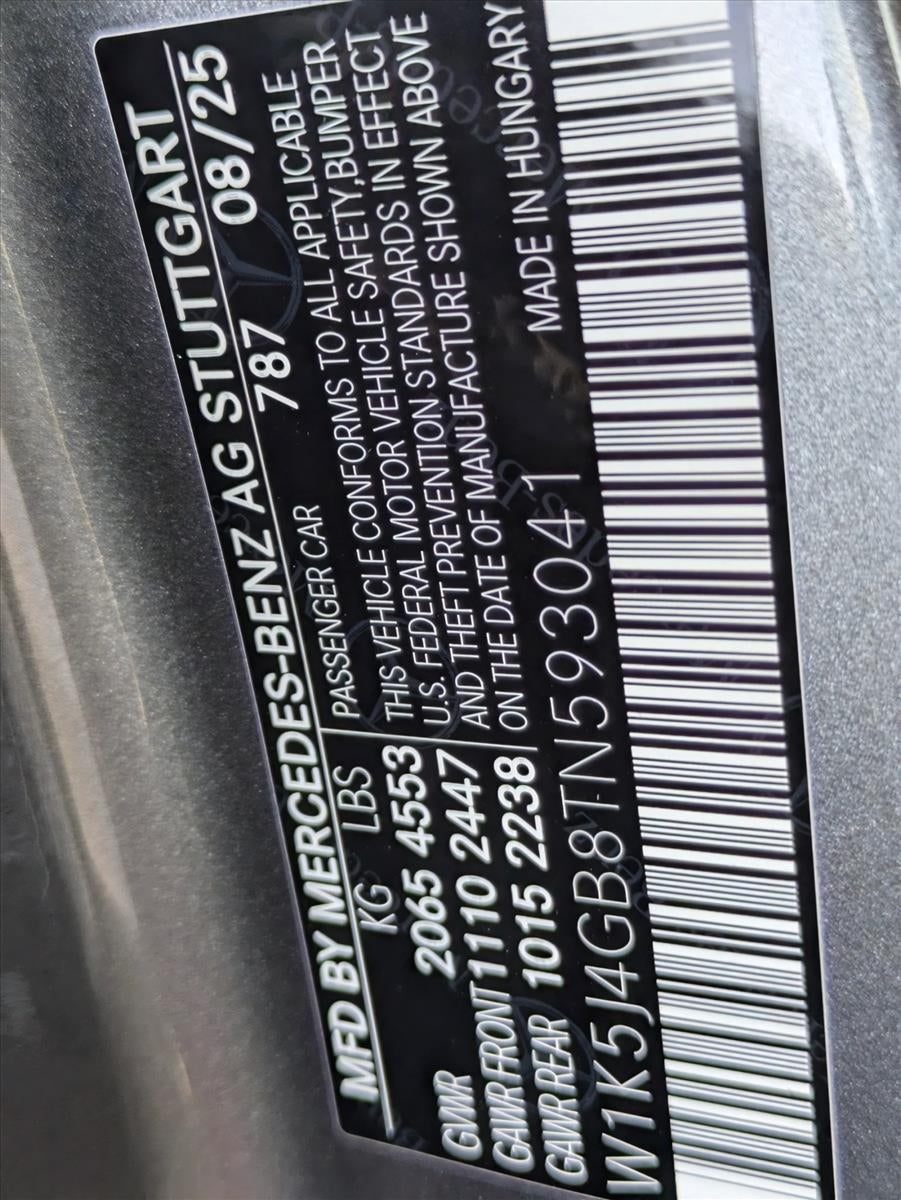 MFD BY MERCEDES-BENZ AG STUTTGART
787 08/25
KG LBS
GVWR 2065 4553
GAWR FRONT 1110 2447
GAWR REAR 1015 2238
PASSENGER CAR
THIS VEHICLE CONFORMS TO ALL APPLICABLE
U.S. FEDERAL MOTOR VEHICLE SAFETY,BUMPER
AND THEFT PREVENTION STANDARDS IN EFFECT
ON THE DATE OF MANUFACTURE SHOWN ABOVE
W1K5J4GB8TN593041
MADE IN HUNGARY